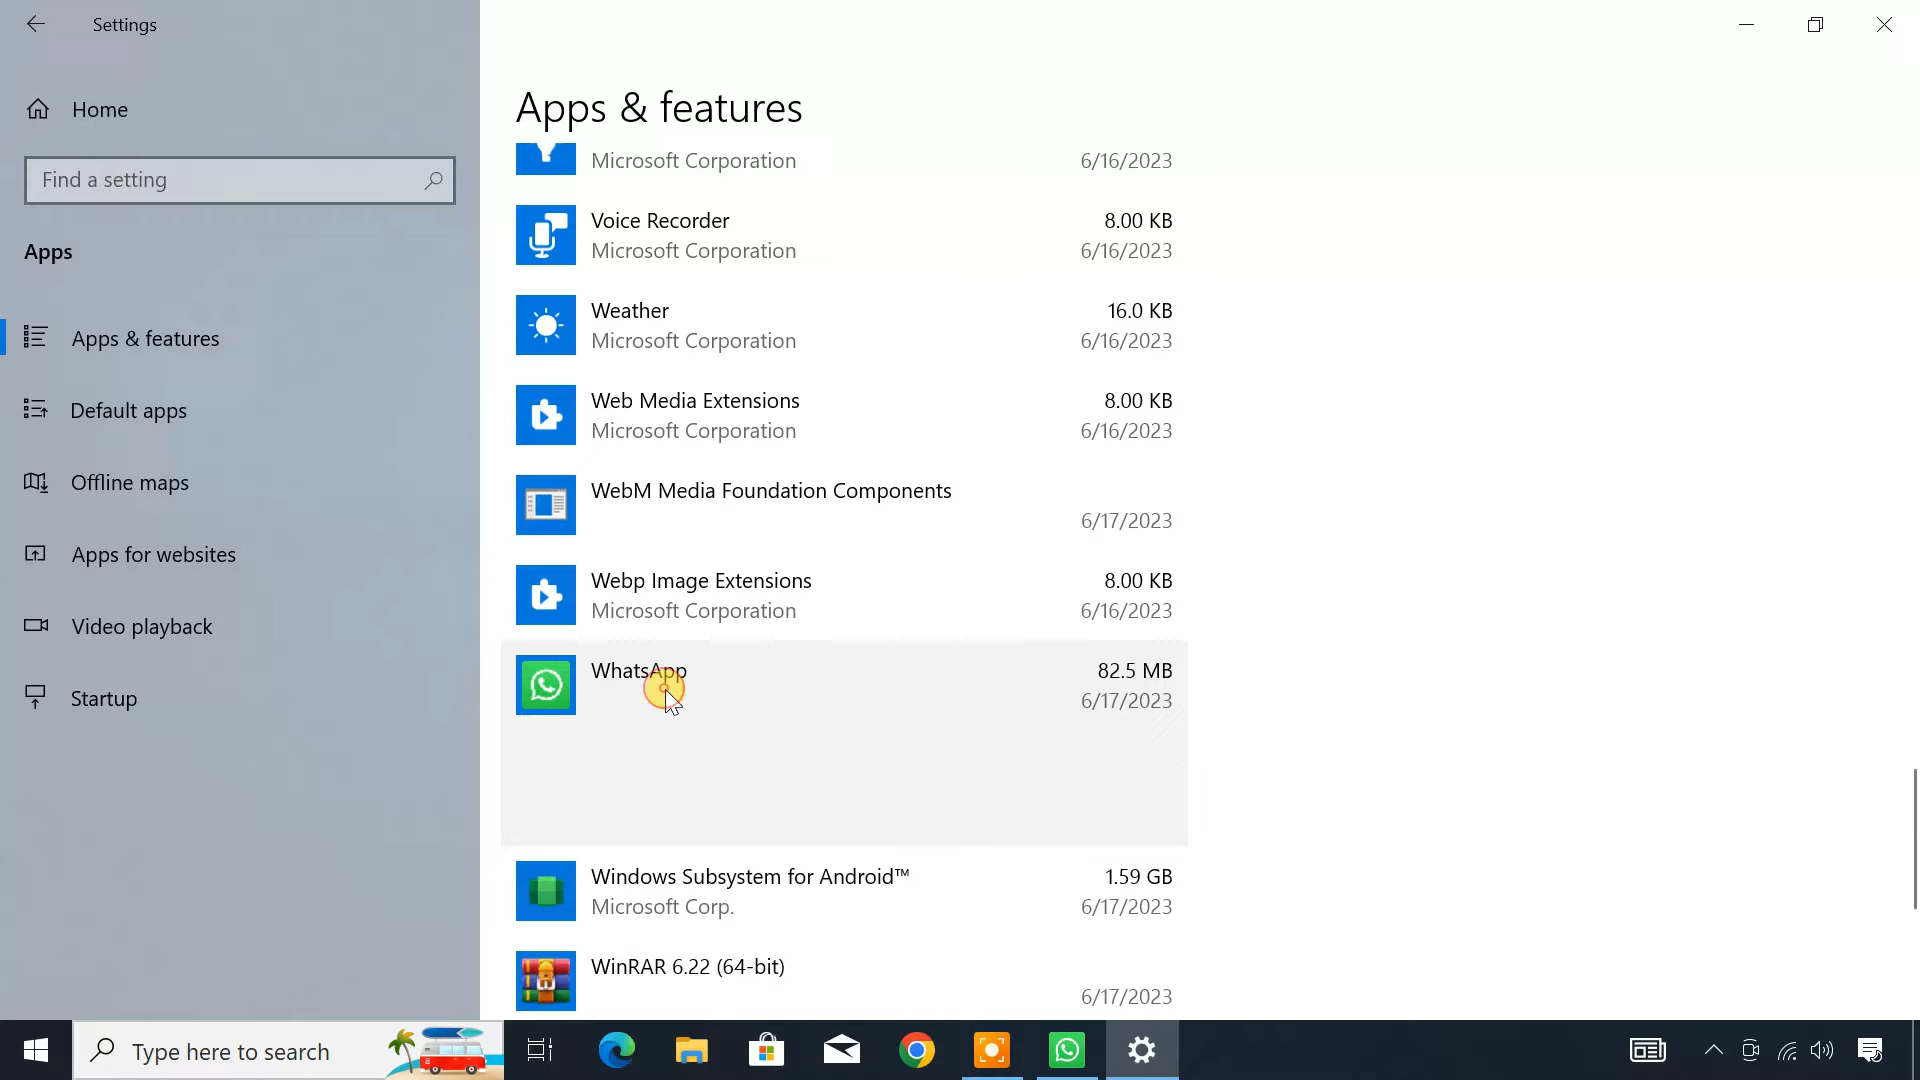 Settings
Home
Find a setting
Apps
Apps & features
Default apps
Offline maps
Apps for websites
Video playback
Startup
Apps & features
Microsoft Corporation 6/16/2023
Voice Recorder 8.00 KB
Microsoft Corporation 6/16/2023
Weather 16.0 KB
Microsoft Corporation 6/16/2023
Web Media Extensions 8.00 KB
Microsoft Corporation 6/16/2023
WebM Media Foundation Components
6/17/2023
Webp Image Extensions 8.00 KB
Microsoft Corporation 6/16/2023
WhatsApp 82.5 MB
6/17/2023
Windows Subsystem for Android™ 1.59 GB
Microsoft Corp. 6/17/2023
WinRAR 6.22 (64-bit)
6/17/2023
Type here to search